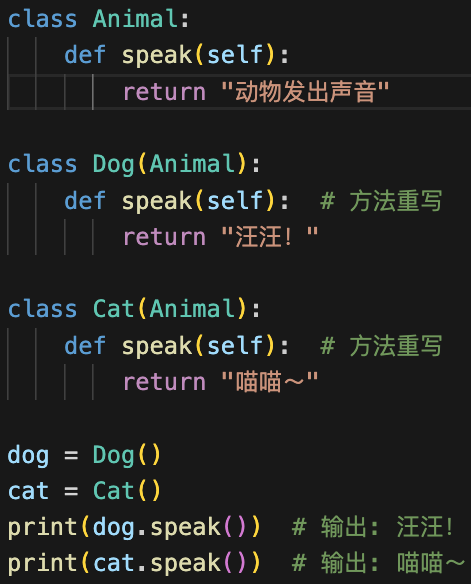 class Animal:
    def speak(self):
        return "动物发出声音"

class Dog(Animal):
    def speak(self):  # 方法重写
        return "汪汪！"

class Cat(Animal):
    def speak(self):  # 方法重写
        return "喵喵～"

dog = Dog()
cat = Cat()
print(dog.speak())  # 输出: 汪汪！
print(cat.speak())  # 输出: 喵喵～